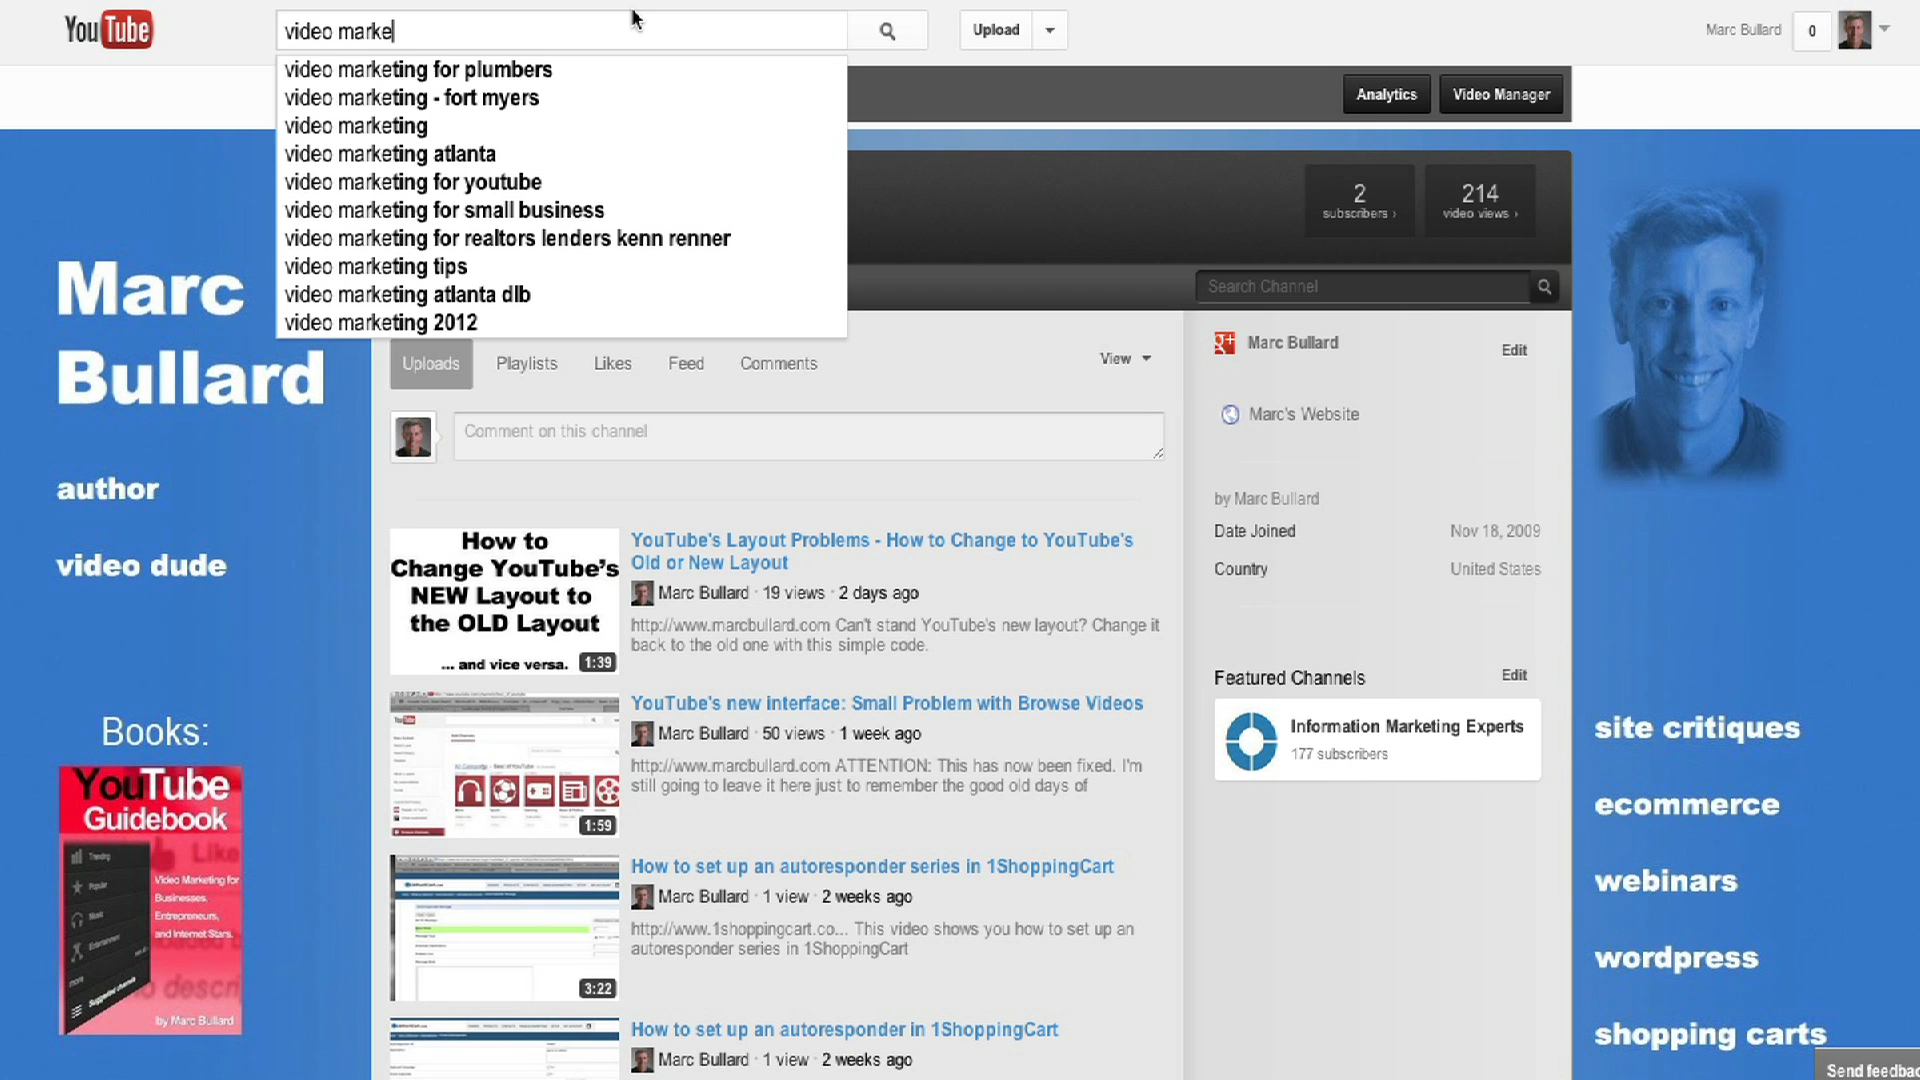 YouTube
video marke
Upload
Marc Bullard
0
video marketing for plumbers
video marketing - fort myers
video marketing
video marketing atlanta
video marketing for youtube
video marketing for small business
video marketing for realtors lenders kenn renner
video marketing tips
video marketing atlanta dlb
video marketing 2012
Analytics
Video Manager
2
subscribers ›
214
video views ›
Search Channel
Marc
Bullard
author
video dude
Books:
YouTube
Guidebook
Trending
Popular
Music
Entertainment
more
Suggested channels
Like
Video Marketing for
Businesses,
Entrepreneurs,
and Internet Stars.
by Marc Bullard
Uploads
Playlists
Likes
Feed
Comments
View
Comment on this channel
How to
Change YouTube's
NEW Layout to
the OLD Layout
... and vice versa.
1:39
YouTube's Layout Problems - How to Change to YouTube's
Old or New Layout
Marc Bullard · 19 views · 2 days ago
http://www.marcbullard.com Can't stand YouTube's new layout? Change it
back to the old one with this simple code.
YouTube
1:59
YouTube's new interface: Small Problem with Browse Videos
Marc Bullard · 50 views · 1 week ago
http://www.marcbullard.com ATTENTION: This has now been fixed. I'm
still going to leave it here just to remember the good old days of
3:22
How to set up an autoresponder series in 1ShoppingCart
Marc Bullard · 1 view · 2 weeks ago
http://www.1shoppingcart.co... This video shows you how to set up an
autoresponder series in 1ShoppingCart
How to set up an autoresponder in 1ShoppingCart
Marc Bullard · 1 view · 2 weeks ago
Marc Bullard
Edit
Marc's Website
by Marc Bullard
Date Joined
Nov 18, 2009
Country
United States
Featured Channels
Edit
Information Marketing Experts
177 subscribers
site critiques
ecommerce
webinars
wordpress
shopping carts
Send feedbac